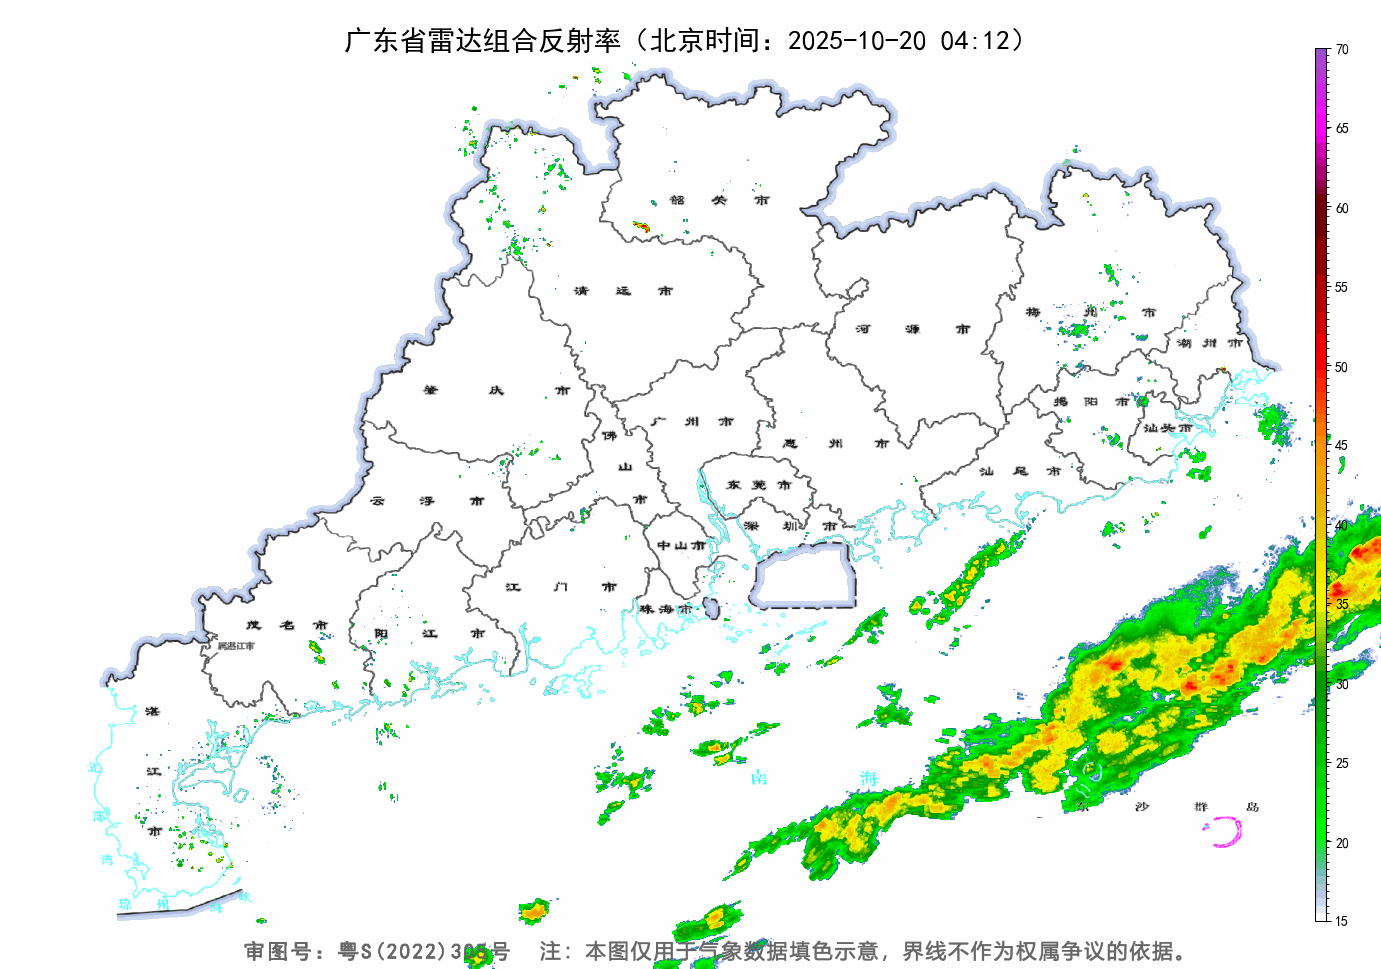 广东省雷达组合反射率（北京时间：2025-10-20 04:12）
70
65
60
55
50
45
40
35
30
25
20
15
韶关市
清远市
梅州市
河源市
潮州市
肇庆市
揭阳市
广州市
汕头市
佛山市
惠州市
汕尾市
东莞市
云浮市
深圳市
中山市
江门市
珠海市
茂名市
阳江市
属湛江市
湛江市
南海
东沙群岛
北部湾
琼州海峡
审图号：粤S(2022)305号 注：本图仅用于气象数据填色示意，界线不作为权属争议的依据。